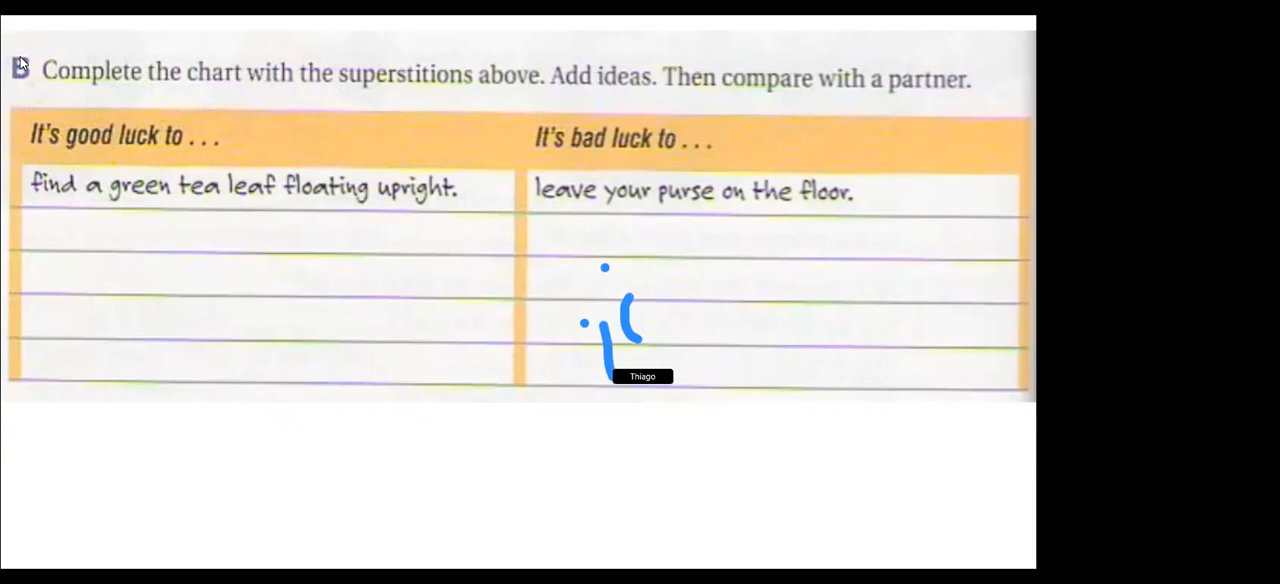 B Complete the chart with the superstitions above. Add ideas. Then compare with a partner.
It's good luck to . . .
It's bad luck to . . .
find a green tea leaf floating upright.
leave your purse on the floor.
Thiago